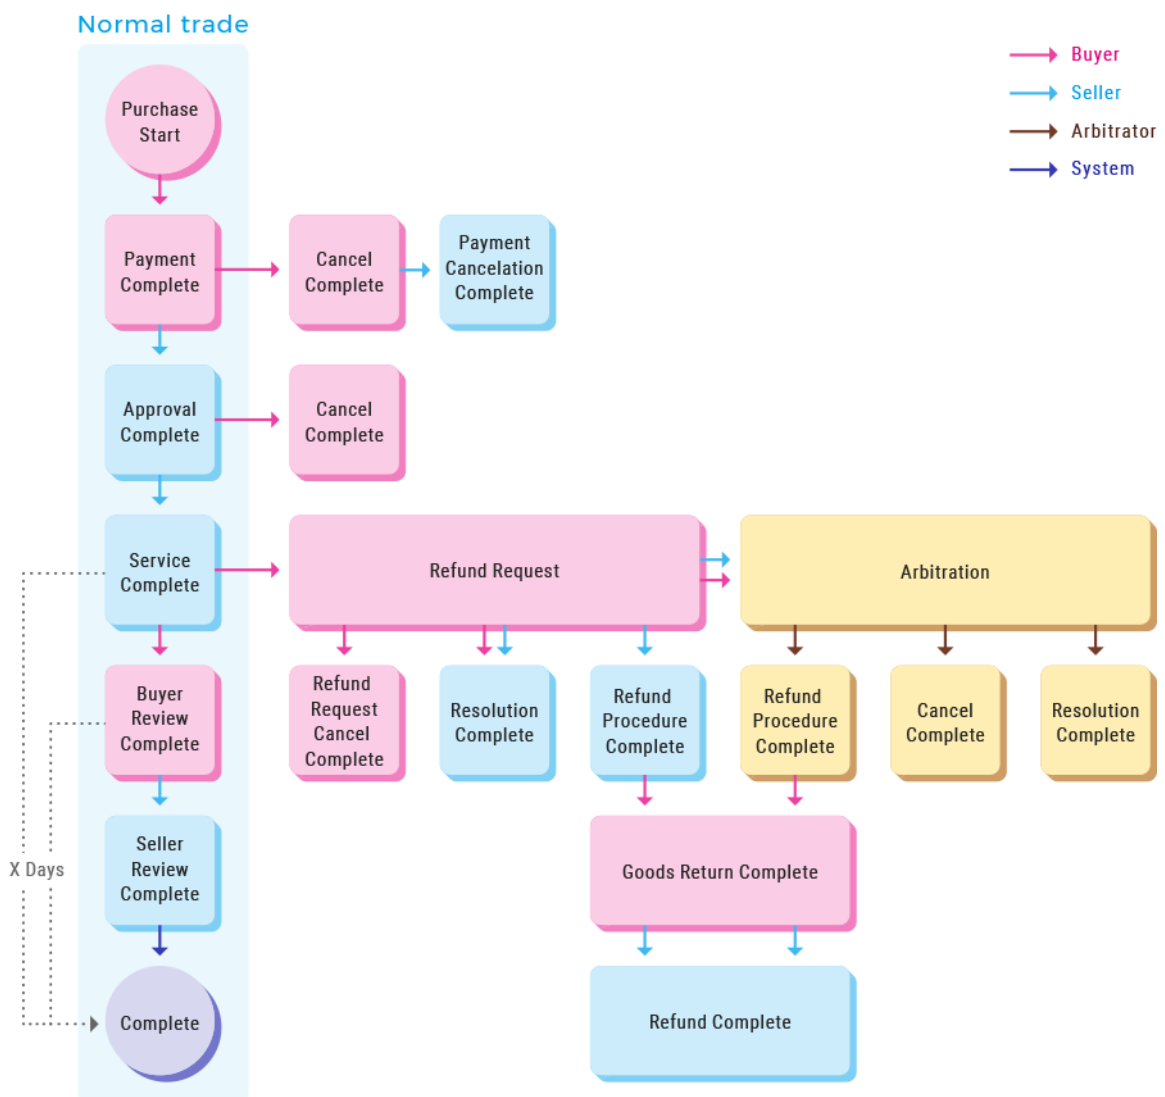 Normal trade
Buyer
Seller
Arbitrator
System
Purchase
Start
Payment
Complete
Cancel
Complete
Payment
Cancelation
Complete
Approval
Complete
Cancel
Complete
Service
Complete
Refund Request
Arbitration
Buyer
Review
Complete
Refund
Request
Cancel
Complete
Resolution
Complete
Refund
Procedure
Complete
Refund
Procedure
Complete
Cancel
Complete
Resolution
Complete
Seller
Review
Complete
X Days
Goods Return Complete
Complete
Refund Complete